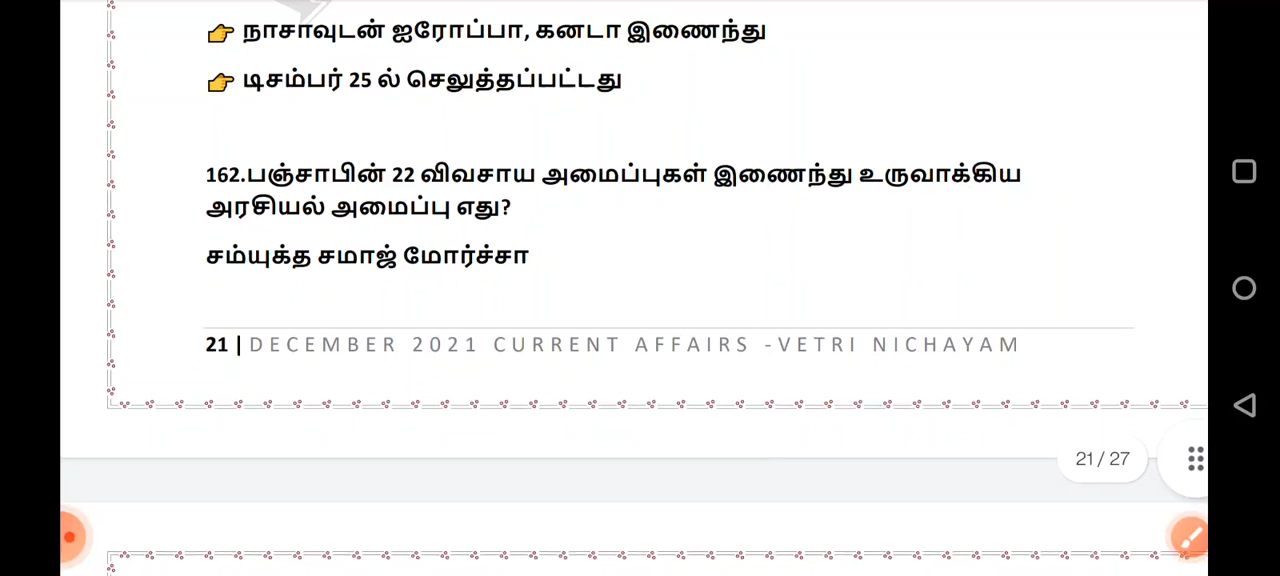 👉 நாசாவுடன் ஐரோப்பா, கனடா இணைந்து
👉 டிசம்பர் 25 ல் செலுத்தப்பட்டது
162.பஞ்சாபின் 22 விவசாய அமைப்புகள் இணைந்து உருவாக்கிய
அரசியல் அமைப்பு எது?
சம்யுக்த சமாஜ் மோர்ச்சா
21 | DECEMBER 2021 CURRENT AFFAIRS -VETRI NICHAYAM
21 / 27